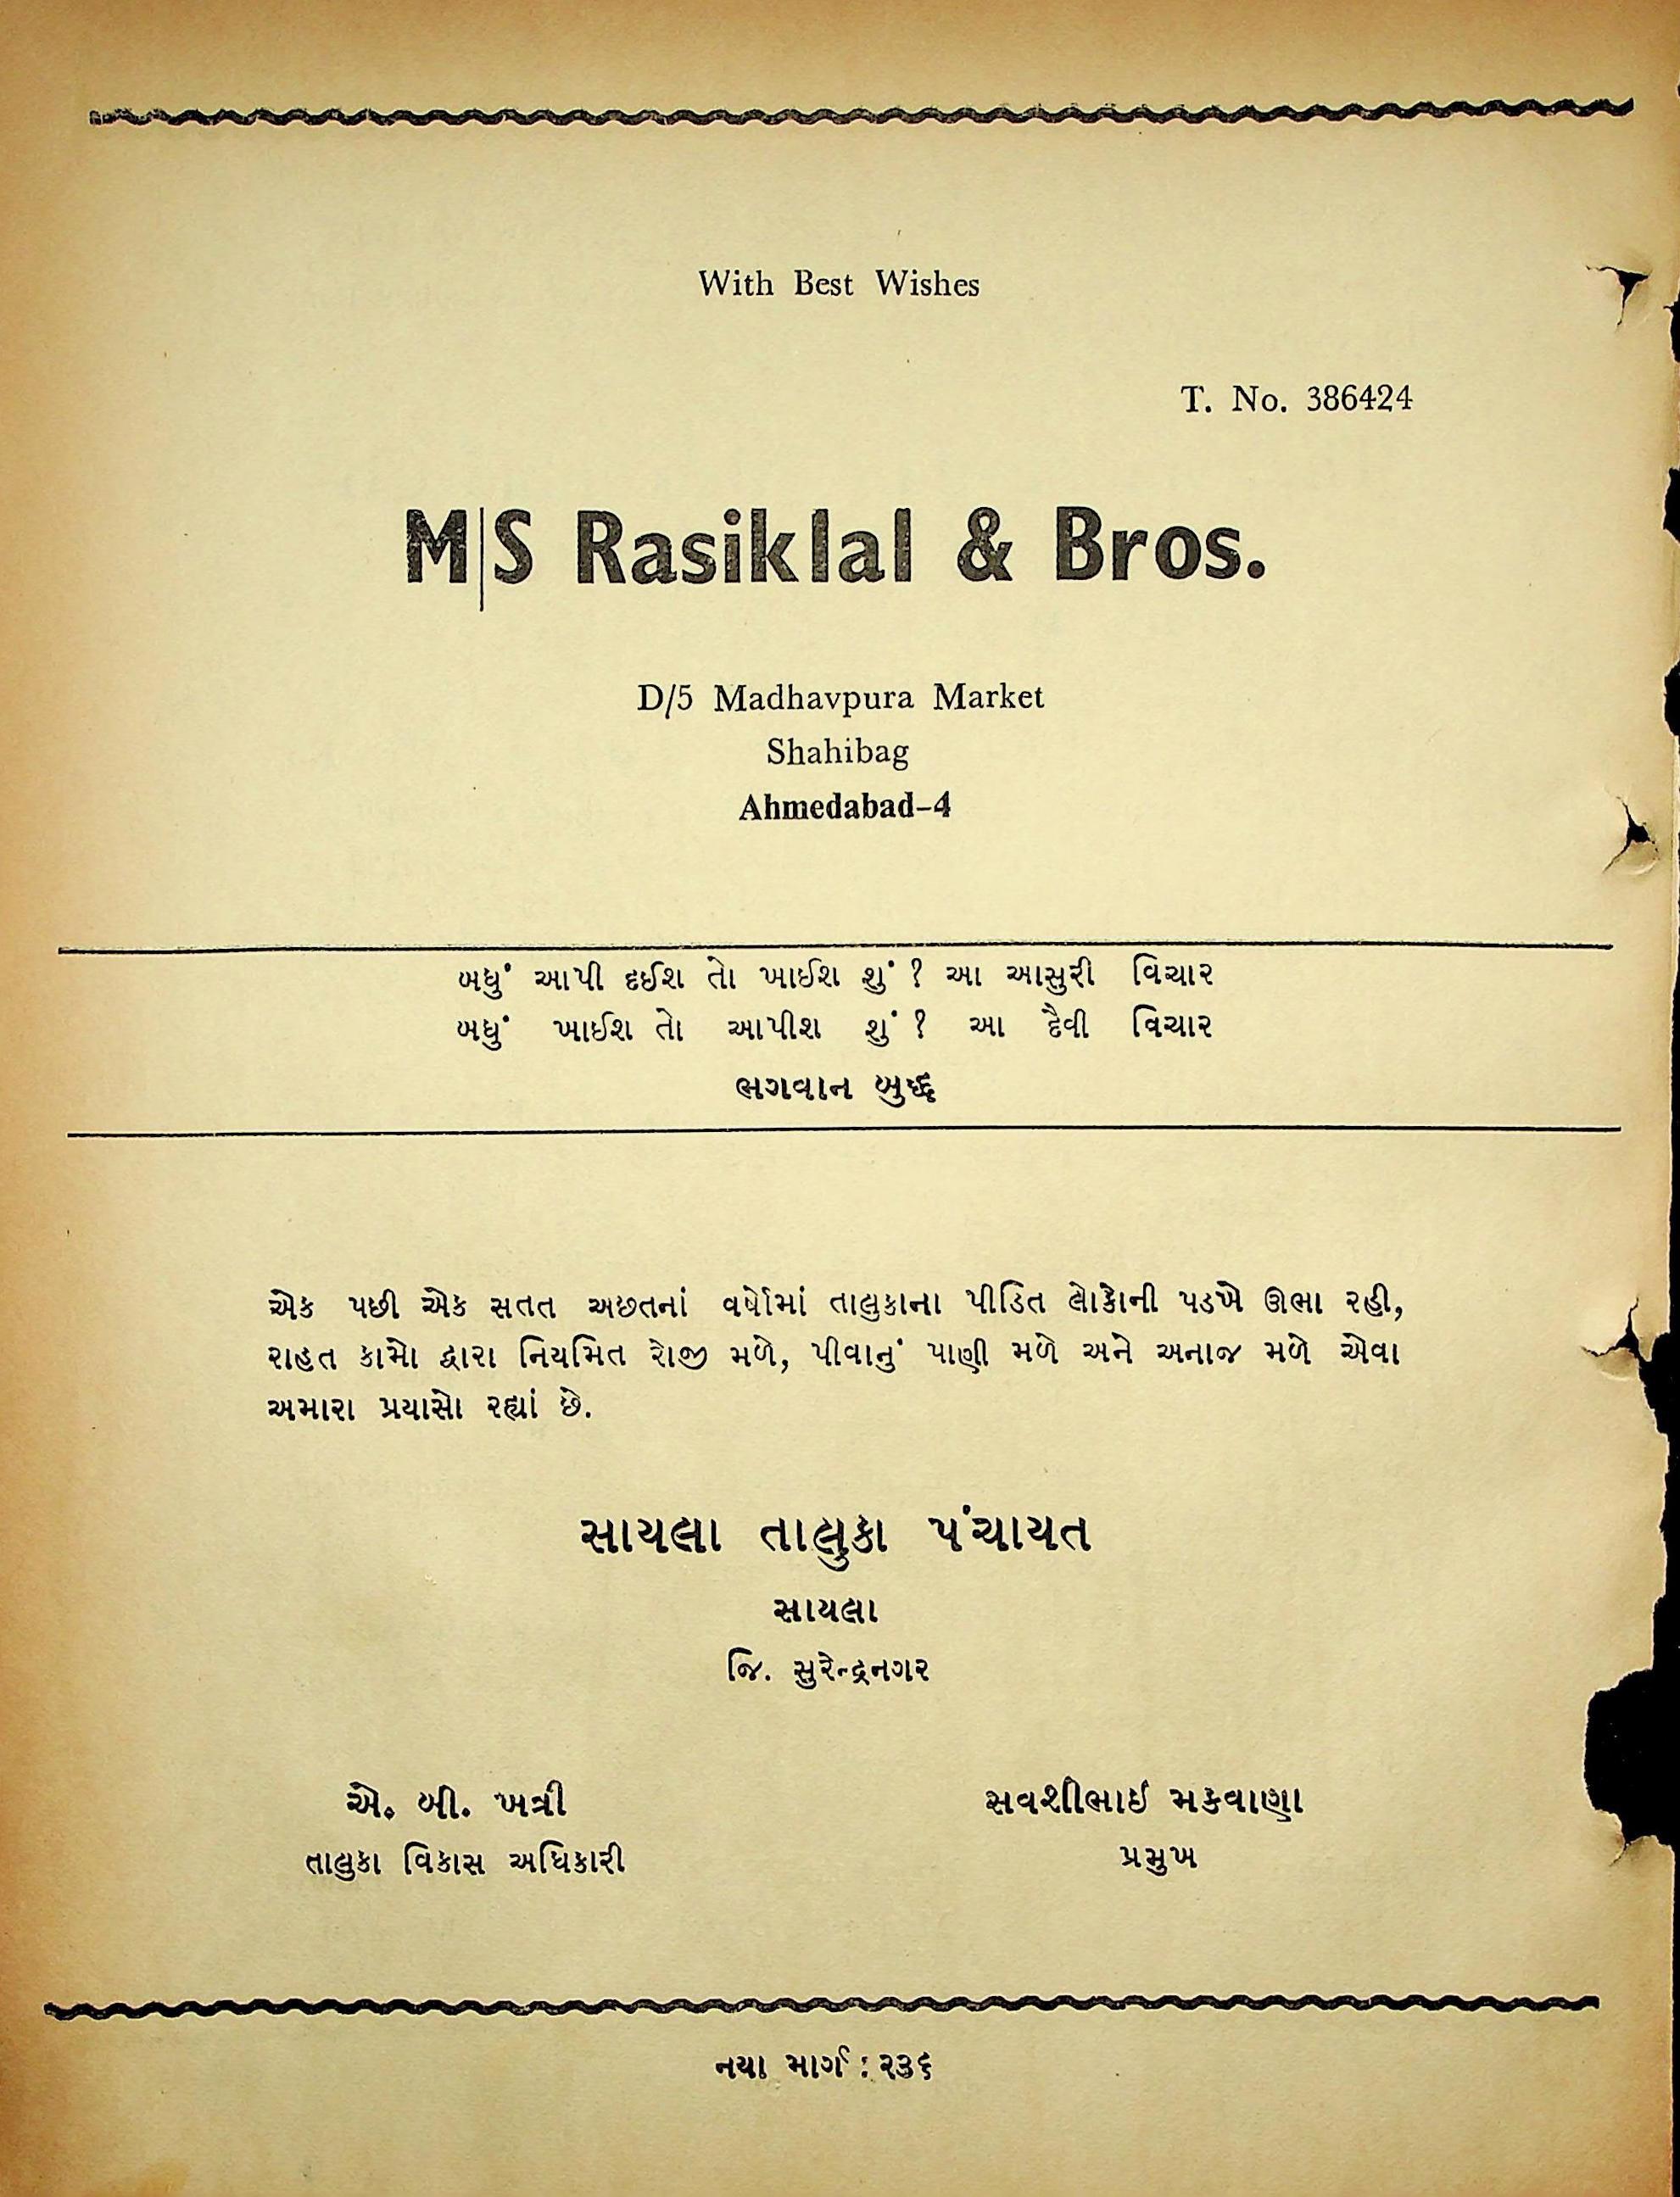 With Best Wishes
T. No. 386424
M|S Rasiklal & Bros.
D/5 Madhavpura Market
Shahibag
Ahmedabad-4
બધું આપી દઈશ તો ખાઈશ શું ? આ આસુરી વિચાર
બધું ખાઈશ તો આપીશ શું ? આ દૈવી વિચાર
ભગવાન બુદ્ધ
એક પછી એક સતત અછતનાં વર્ષોમાં તાલુકાના પીડિત લોકોની પડખે ઊભા રહી,
રાહત કામો દ્વારા નિયમિત રોજી મળે, પીવાનું પાણી મળે અને અનાજ મળે એવા
અમારા પ્રયાસો રહ્યાં છે.
સાયલા તાલુકા પંચાયત
સાયલા
જિ. સુરેન્દ્રનગર
એ. બી. ખત્રી
તાલુકા વિકાસ અધિકારી
સવશીભાઈ મકવાણા
પ્રમુખ
નયા માર્ગ : ૨૩૬